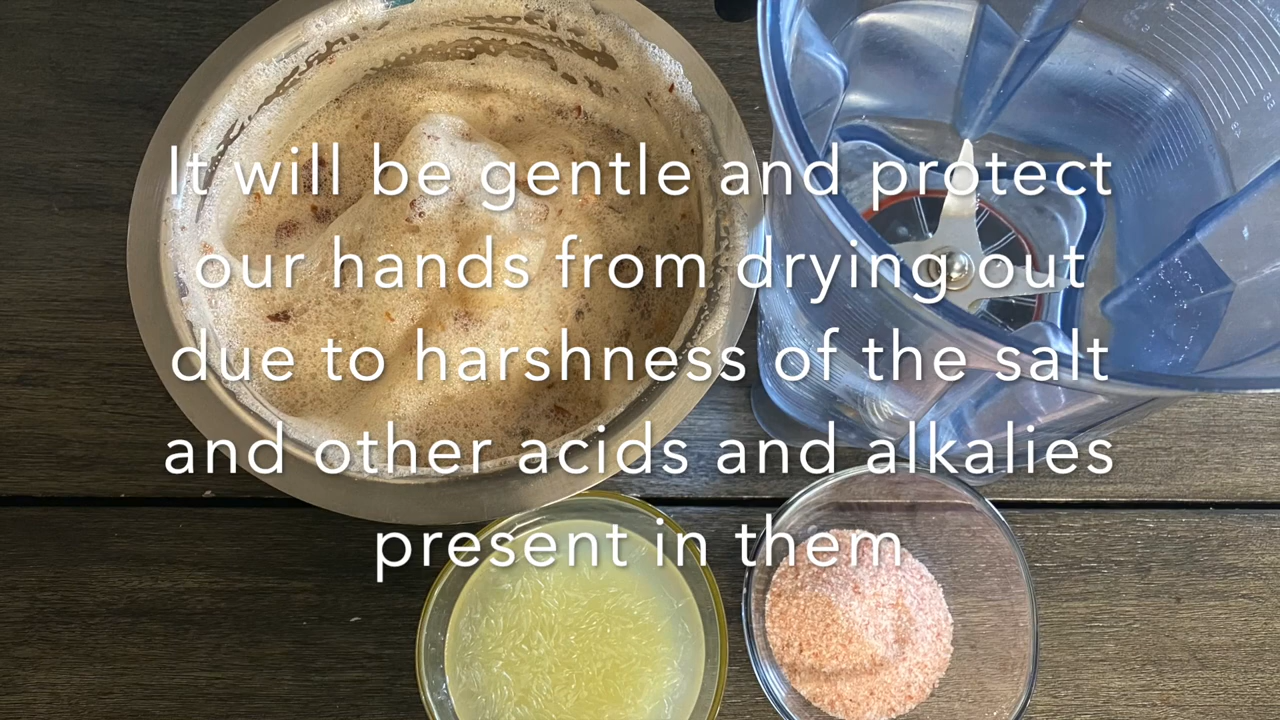 It will be gentle and protect
our hands from drying out
due to harshness of the salt
and other acids and alkalies
present in them